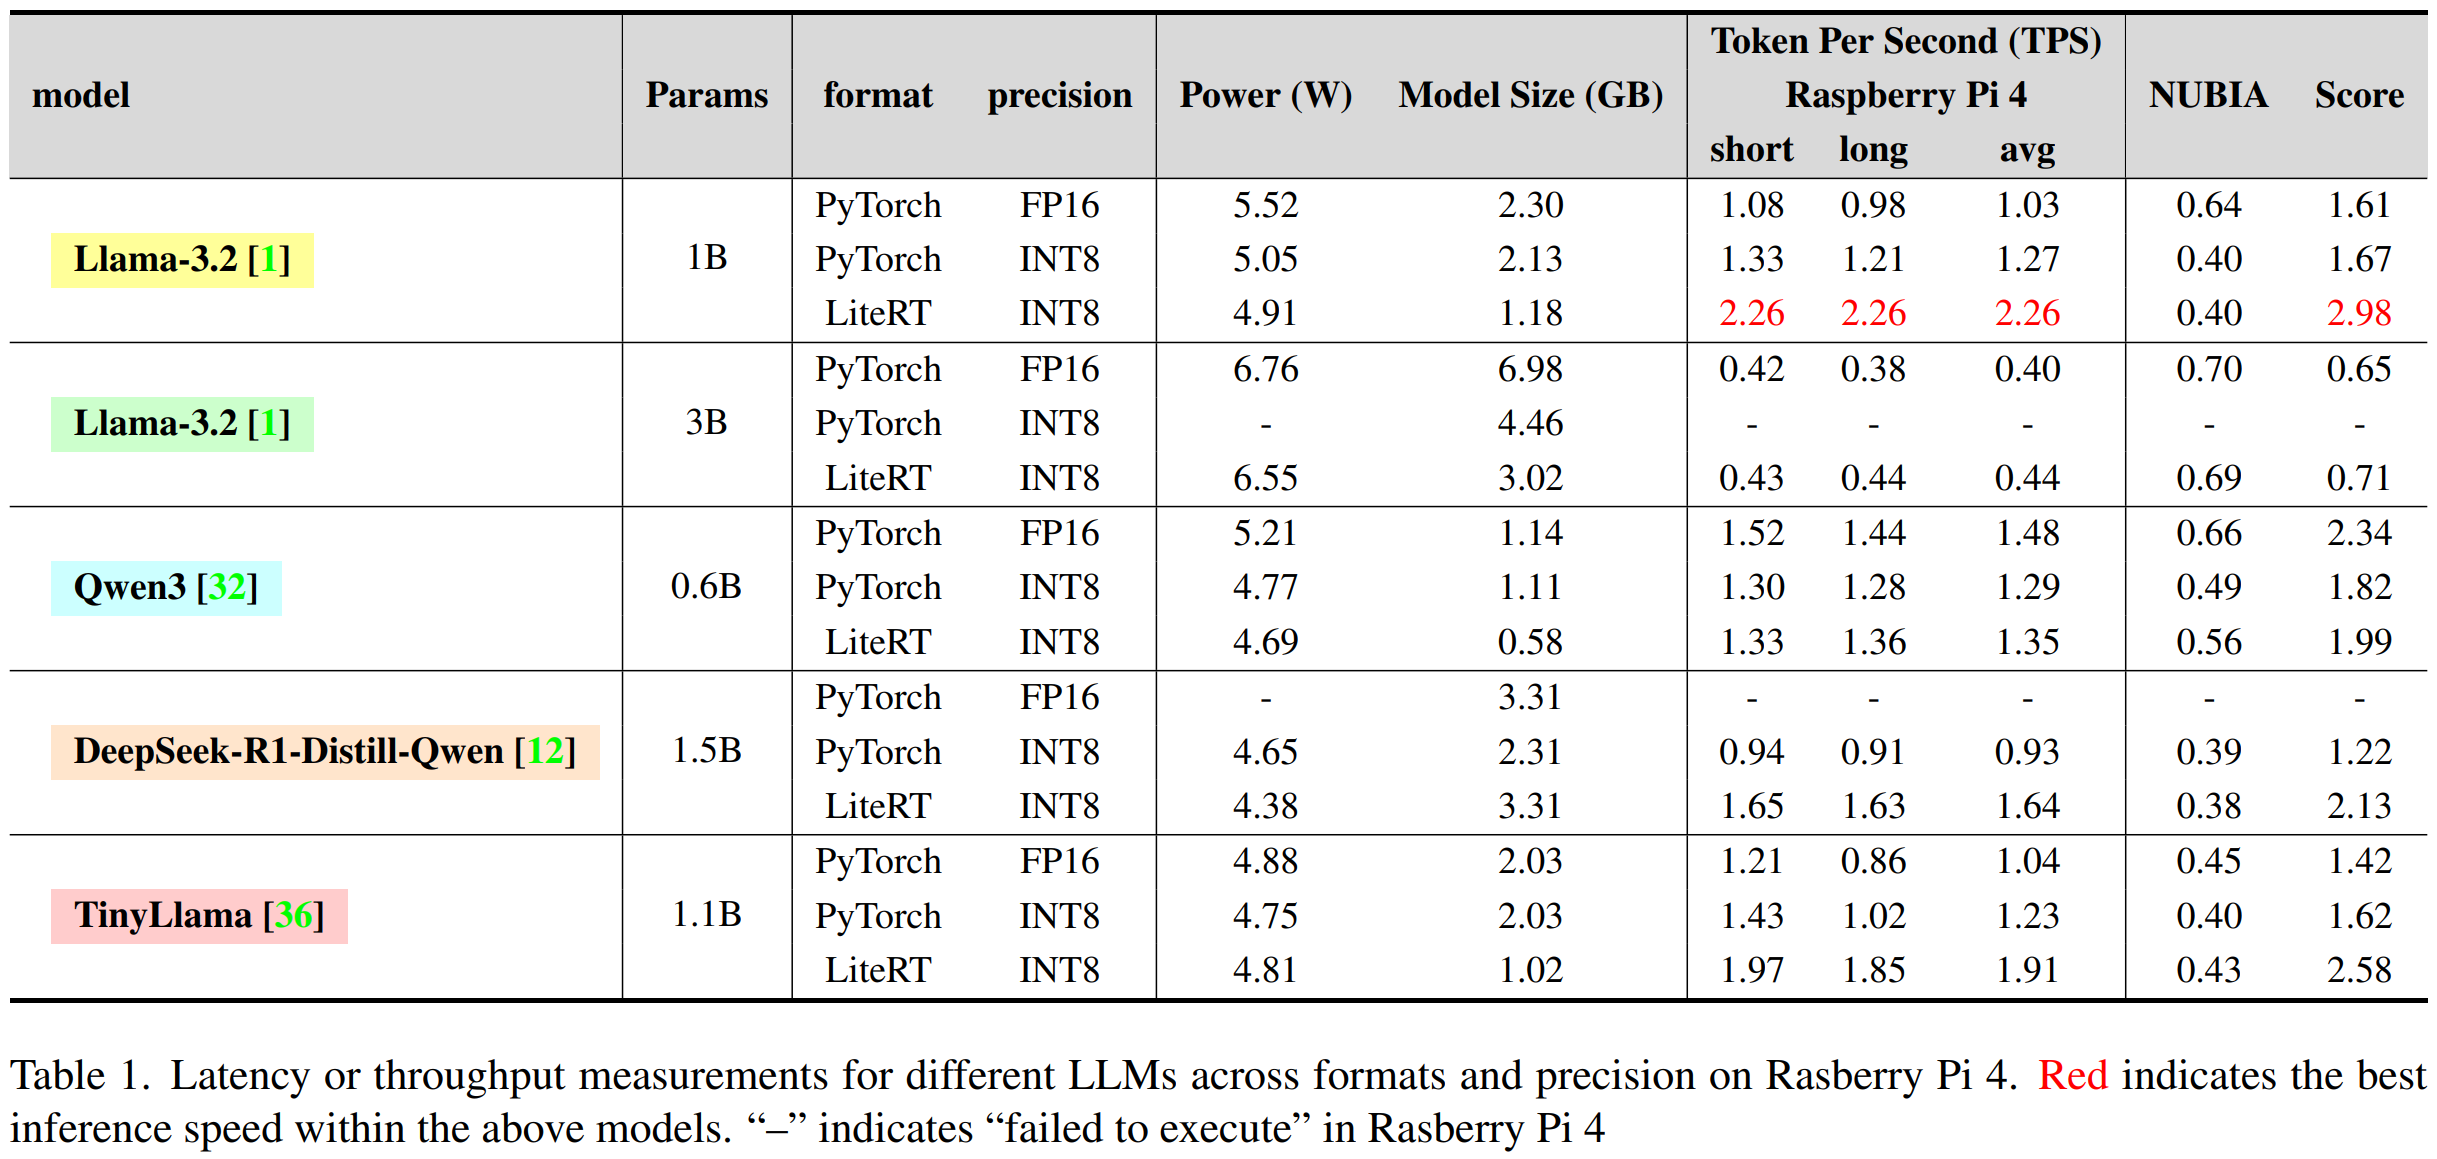 Token Per Second (TPS)
model Params format precision Power (W) Model Size (GB) Raspberry Pi 4 NUBIA Score
short long avg
PyTorch FP16 5.52 2.30 1.08 0.98 1.03 0.64 1.61
Llama-3.2 [1] 1B PyTorch INT8 5.05 2.13 1.33 1.21 1.27 0.40 1.67
LiteRT INT8 4.91 1.18 2.26 2.26 2.26 0.40 2.98
PyTorch FP16 6.76 6.98 0.42 0.38 0.40 0.70 0.65
Llama-3.2 [1] 3B PyTorch INT8 - 4.46 - - - - -
LiteRT INT8 6.55 3.02 0.43 0.44 0.44 0.69 0.71
PyTorch FP16 5.21 1.14 1.52 1.44 1.48 0.66 2.34
Qwen3 [32] 0.6B PyTorch INT8 4.77 1.11 1.30 1.28 1.29 0.49 1.82
LiteRT INT8 4.69 0.58 1.33 1.36 1.35 0.56 1.99
PyTorch FP16 - 3.31 - - - - -
DeepSeek-R1-Distill-Qwen [12] 1.5B PyTorch INT8 4.65 2.31 0.94 0.91 0.93 0.39 1.22
LiteRT INT8 4.38 3.31 1.65 1.63 1.64 0.38 2.13
PyTorch FP16 4.88 2.03 1.21 0.86 1.04 0.45 1.42
TinyLlama [36] 1.1B PyTorch INT8 4.75 2.03 1.43 1.02 1.23 0.40 1.62
LiteRT INT8 4.81 1.02 1.97 1.85 1.91 0.43 2.58
Table 1. Latency or throughput measurements for different LLMs across formats and precision on Rasberry Pi 4. Red indicates the best
inference speed within the above models. “–” indicates “failed to execute” in Rasberry Pi 4